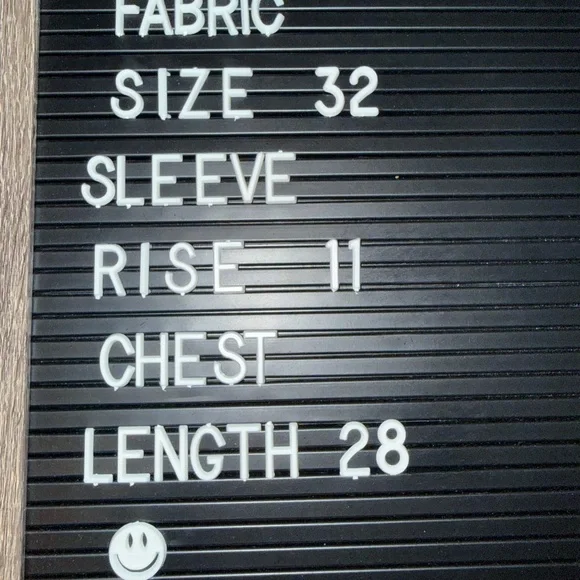 FABRIC
SIZE 32
SLEEVE
RISE 11
CHEST
LENGTH 28